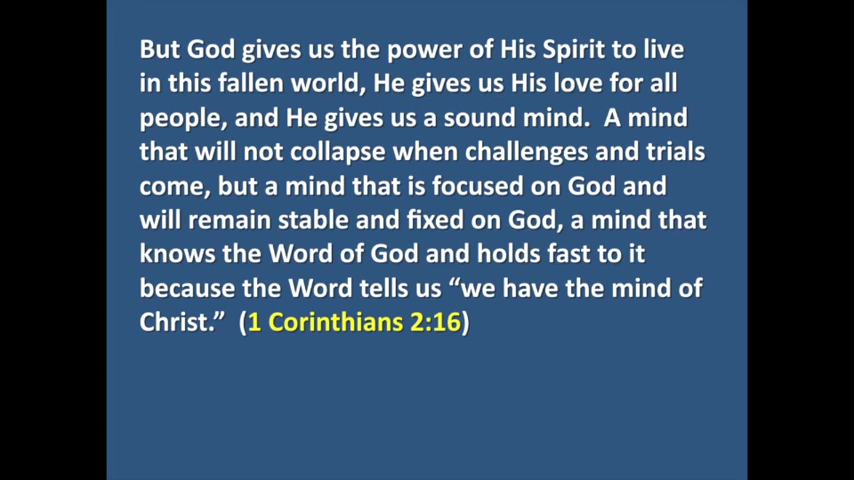 But God gives us the power of His Spirit to live
in this fallen world, He gives us His love for all
people, and He gives us a sound mind.  A mind
that will not collapse when challenges and trials
come, but a mind that is focused on God and
will remain stable and fixed on God, a mind that
knows the Word of God and holds fast to it
because the Word tells us “we have the mind of
Christ.”  (1 Corinthians 2:16)